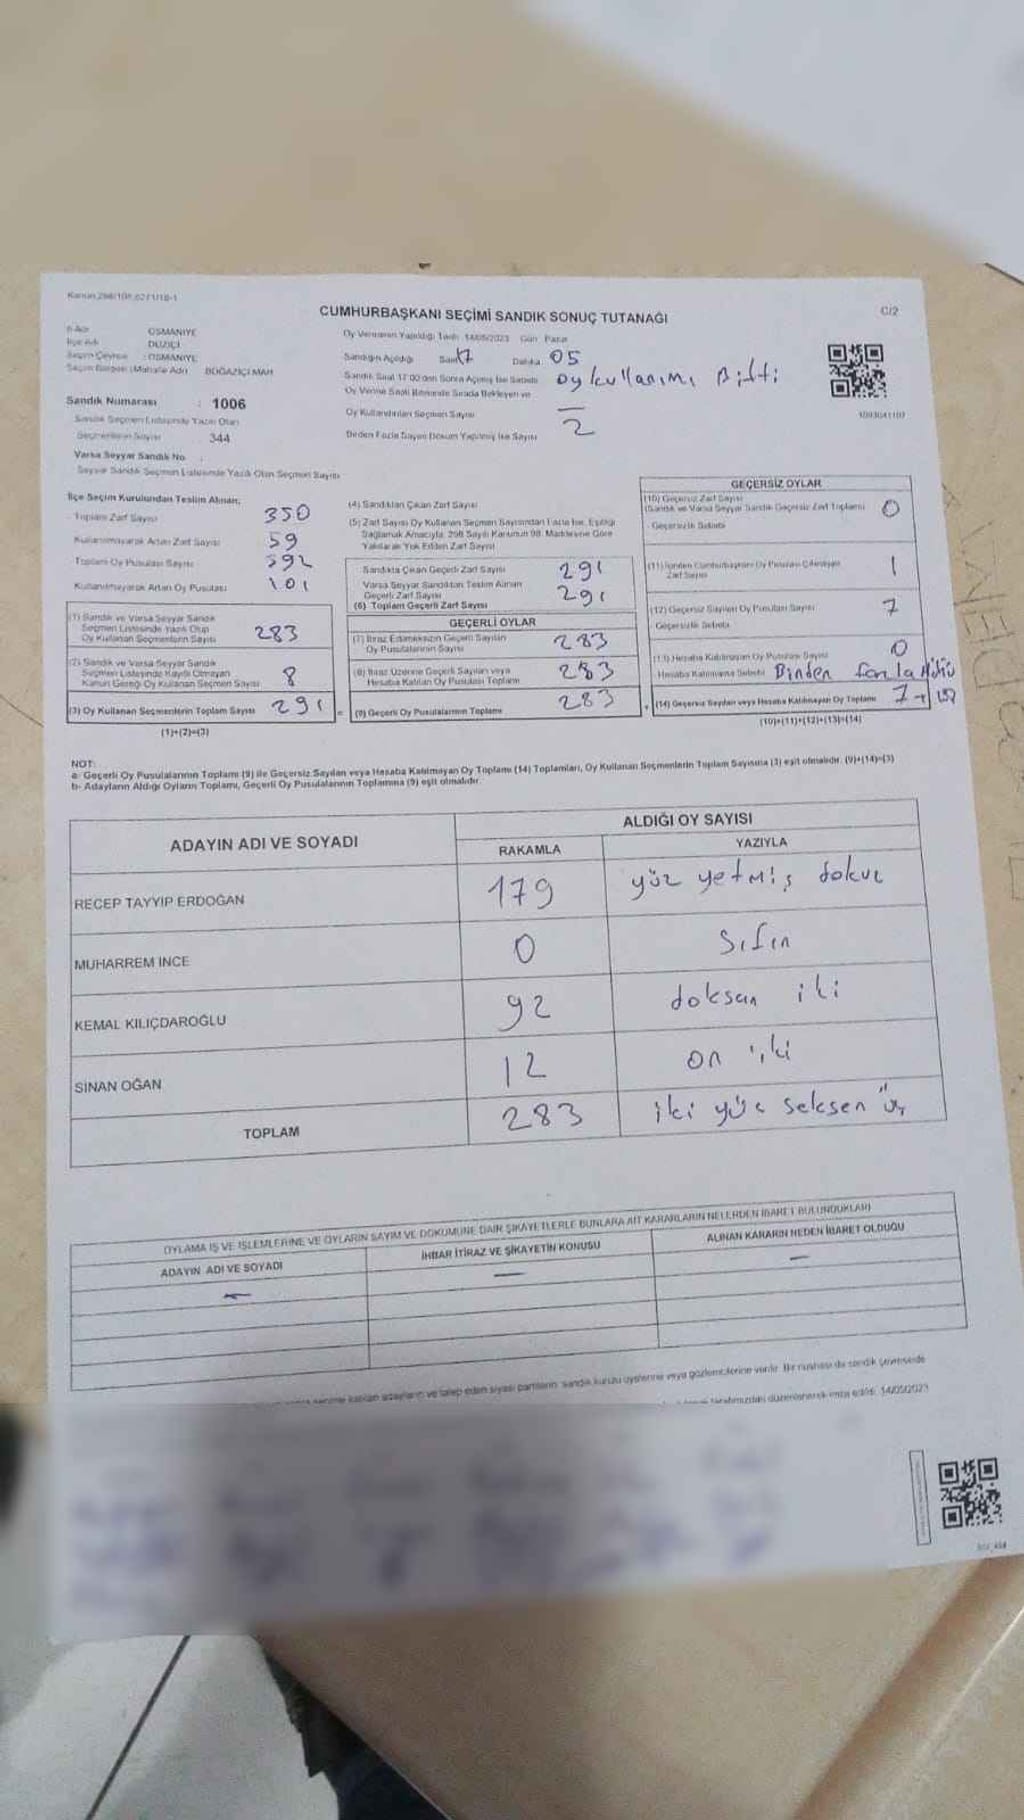 Kanun 298/105
CUMHURBAŞKANI SEÇİMİ SANDIK SONUÇ TUTANAĞI
C/2
İl Adı OSMANİYE
İlçe Adı DÜZİÇİ
Seçim Çevresi : OSMANİYE
BOĞAZİÇİ MAH
Sandık Numarası : 1006
Sandık Seçmen Listesinde Yazılı Olan
Seçmenlerin Sayısı 344
Varsa Seyyar Sandık No :
Seyyar Sandık Seçmen Listesinde Yazılı Olan Seçmen Sayısı
Oy Vermenin Yapıldığı Tarih 14/05/2023 Gün Pazar
Sandığın Açıldığı Saat 17 Dakika 05
Sandık Saat 17:00'den Sonra Açılmış İse Sebebi oy kullanımı Bitti
Oy Verme Saati Bitiminde Sırada Bekleyen ve
Oy Kullandırılan Seçmen Sayısı —
Birden Fazla Sayım Döküm Yapılmış İse Sayısı 2
İlçe Seçim Kurulundan Teslim Alınan;
Toplam Zarf Sayısı 350
Kullanılmayarak Artan Zarf Sayısı 59
Toplam Oy Pusulası Sayısı 392
Kullanılmayarak Artan Oy Pusulası 101
(1) Sandık ve Varsa Seyyar Sandık
Seçmen Listesinde Yazılı Olup
Oy Kullanan Seçmenlerin Sayısı 283
(2) Sandık ve Varsa Seyyar Sandık
Seçmen Listesinde Kayıtlı Olmayan
Kanun Gereği Oy Kullanan Seçmen Sayısı 8
(3) Oy Kullanan Seçmenlerin Toplam Sayısı 291
(1)+(2)=(3)
(4) Sandıktan Çıkan Zarf Sayısı
(5) Zarf Sayısı Oy Kullanan Seçmen Sayısından Fazla İse, Eşitliği
Sağlamak Amacıyla, 298 Sayılı Kanunun 98. Maddesine Göre
Yakılarak Yok Edilen Zarf Sayısı
Sandıkta Çıkan Geçerli Zarf Sayısı 291
Varsa Seyyar Sandıktan Teslim Alınan
Geçerli Zarf Sayısı 291
(6) Toplam Geçerli Zarf Sayısı
GEÇERLİ OYLAR
(7) İtiraz Edilmeksizin Geçerli Sayılan
Oy Pusulalarının Sayısı 283
(8) İtiraz Üzerine Geçerli Sayılan veya
Hesaba Katılan Oy Pusulası Toplamı 283
(9) Geçerli Oy Pusulalarının Toplamı 283
GEÇERSİZ OYLAR
(10) Geçersiz Zarf Sayısı
(Sandık ve Varsa Seyyar Sandık Geçersiz Zarf Toplamı) 0
Geçersizlik Sebebi
(11) İçinden Cumhurbaşkanı Oy Pusulası Çıkmayan
Zarf Sayısı 1
(12) Geçersiz Sayılan Oy Pusulası Sayısı 7
Geçersizlik Sebebi
(13) Hesaba Katılmayan Oy Pusulası Sayısı 0
Hesaba Katılmama Sebebi Birden fazla
(14) Geçersiz Sayılan veya Hesaba Katılmayan Oy Toplamı 7
(10)+(11)+(12)+(13)=(14)
NOT:
a- Geçerli Oy Pusulalarının Toplamı (9) ile Geçersiz Sayılan veya Hesaba Katılmayan Oy Toplamı (14) Toplamları, Oy Kullanan Seçmenlerin Toplam Sayısına (3) eşit olmalıdır. (9)+(14)=(3)
b- Adayların Aldığı Oyların Toplamı, Geçerli Oy Pusulalarının Toplamına (9) eşit olmalıdır.
ADAYIN ADI VE SOYADI ALDIĞI OY SAYISI
RAKAMLA YAZIYLA
RECEP TAYYİP ERDOĞAN 179 yüz yetmiş dokuz
MUHARREM İNCE 0 Sıfır
KEMAL KILIÇDAROĞLU 92 doksan iki
SİNAN OĞAN 12 on iki
TOPLAM 283 iki yüz seksen üç
OYLAMA İŞ VE İŞLEMLERİNE VE OYLARIN SAYIM VE DÖKÜMÜNE DAİR ŞİKAYETLERLE BUNLARA AİT KARARLARIN NELERDEN İBARET BULUNDUKLARI
ADAYIN ADI VE SOYADI İHBAR İTİRAZ VE ŞİKAYETİN KONUSU ALINAN KARARIN NEDEN İBARET OLDUĞU
— — —
adayların ve talep eden siyasi partilerin sandık kurulu üyelerine veya gözlemcilerine verilir. Bir nüshası da sandık çevresinde
tarafımızdan düzenlenerek imza edildi. 14/05/2023